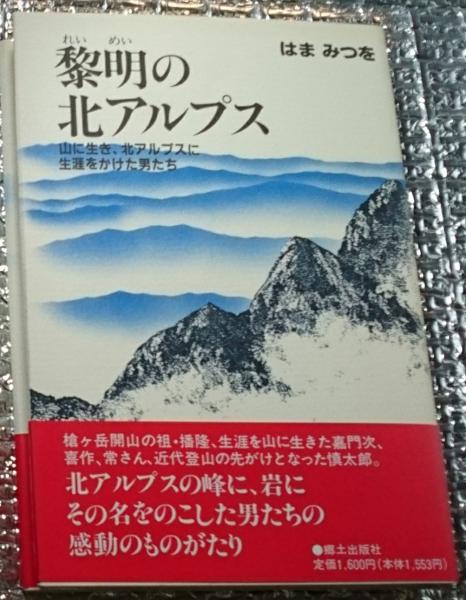 れい めい
黎明の
北アルプス
はま みつを
山に生き、北アルプスに
生涯をかけた男たち
槍ヶ岳開山の祖・播隆、生涯を山に生きた嘉門次、
喜作、常さん、近代登山の先がけとなった慎太郎。
北アルプスの峰に、岩に
その名をのこした男たちの
感動のものがたり
●郷土出版社
定価1,600円(本体1,553円)